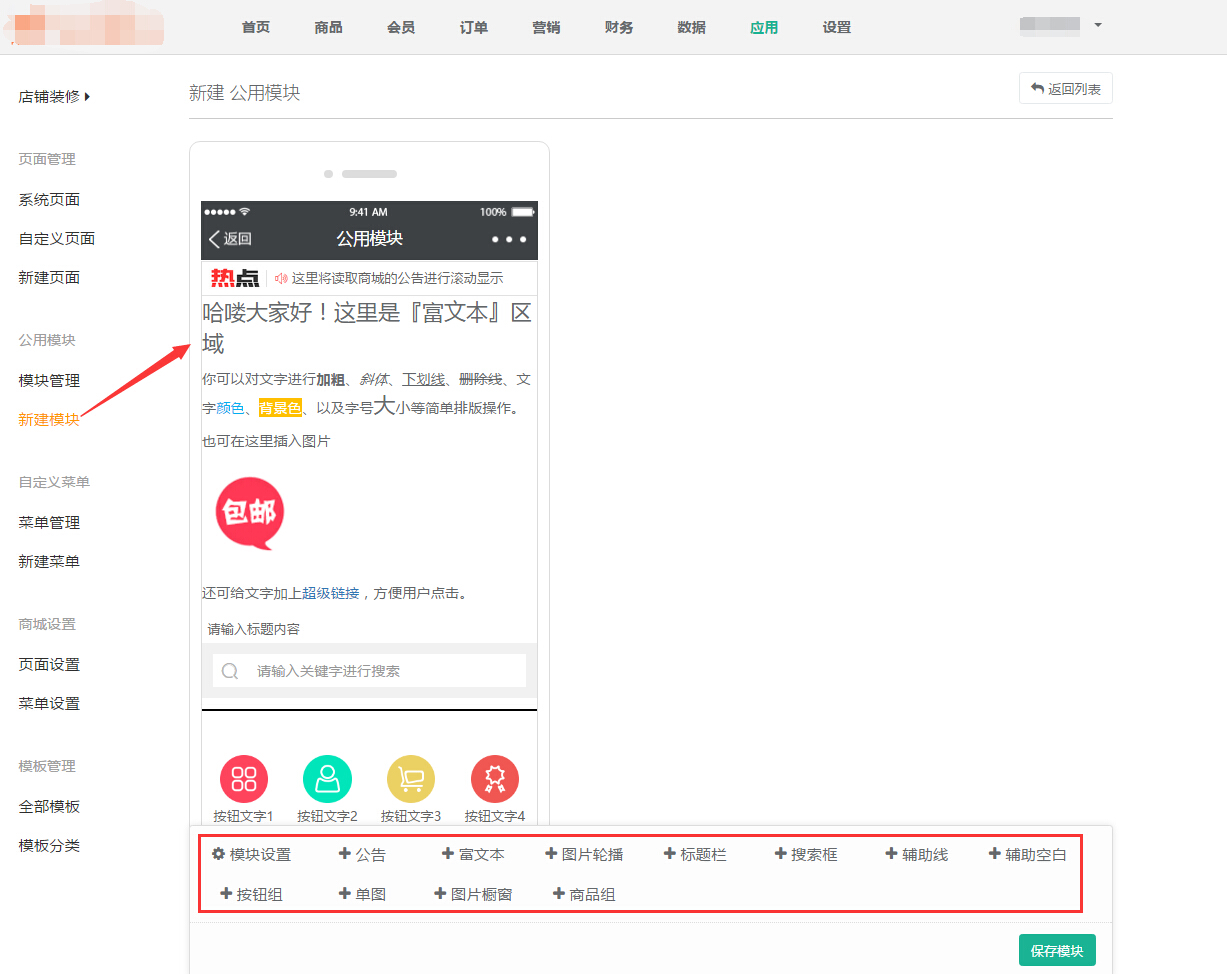 首页 商品 会员 订单 营销 财务 数据 应用 设置
店铺装修
页面管理
系统页面
自定义页面
新建页面
公用模块
模块管理
新建模块
自定义菜单
菜单管理
新建菜单
商城设置
页面设置
菜单设置
模板管理
全部模板
模板分类
新建 公用模块
返回列表
9:41 AM 100%
返回 公用模块
热点 这里将读取商城的公告进行滚动显示
哈喽大家好！这里是『富文本』区
域
你可以对文字进行加粗、斜体、下划线、删除线、文
字颜色、背景色、以及字号大小等简单排版操作。
也可在这里插入图片
包邮
还可给文字加上超级链接，方便用户点击。
请输入标题内容
请输入关键字进行搜索
按钮文字1 按钮文字2 按钮文字3 按钮文字4
模块设置 公告 富文本 图片轮播 标题栏 搜索框 辅助线 辅助空白
按钮组 单图 图片橱窗 商品组
保存模块